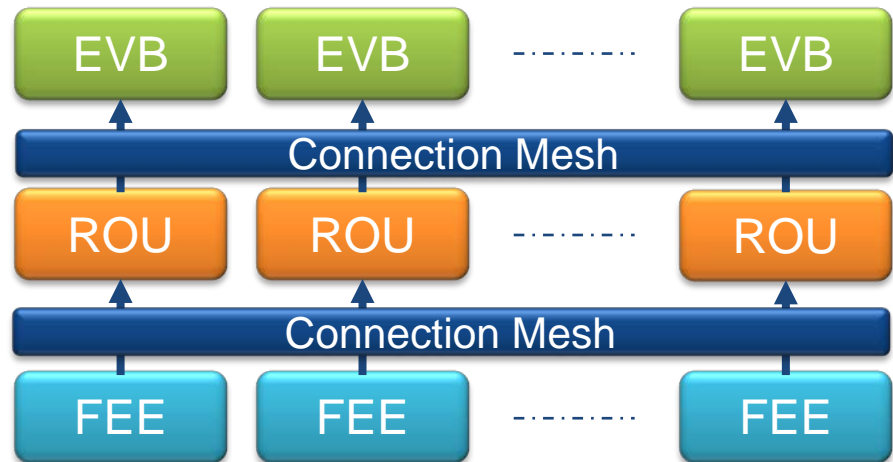 EVB EVB EVB
Connection Mesh
ROU ROU ROU
Connection Mesh
FEE FEE FEE